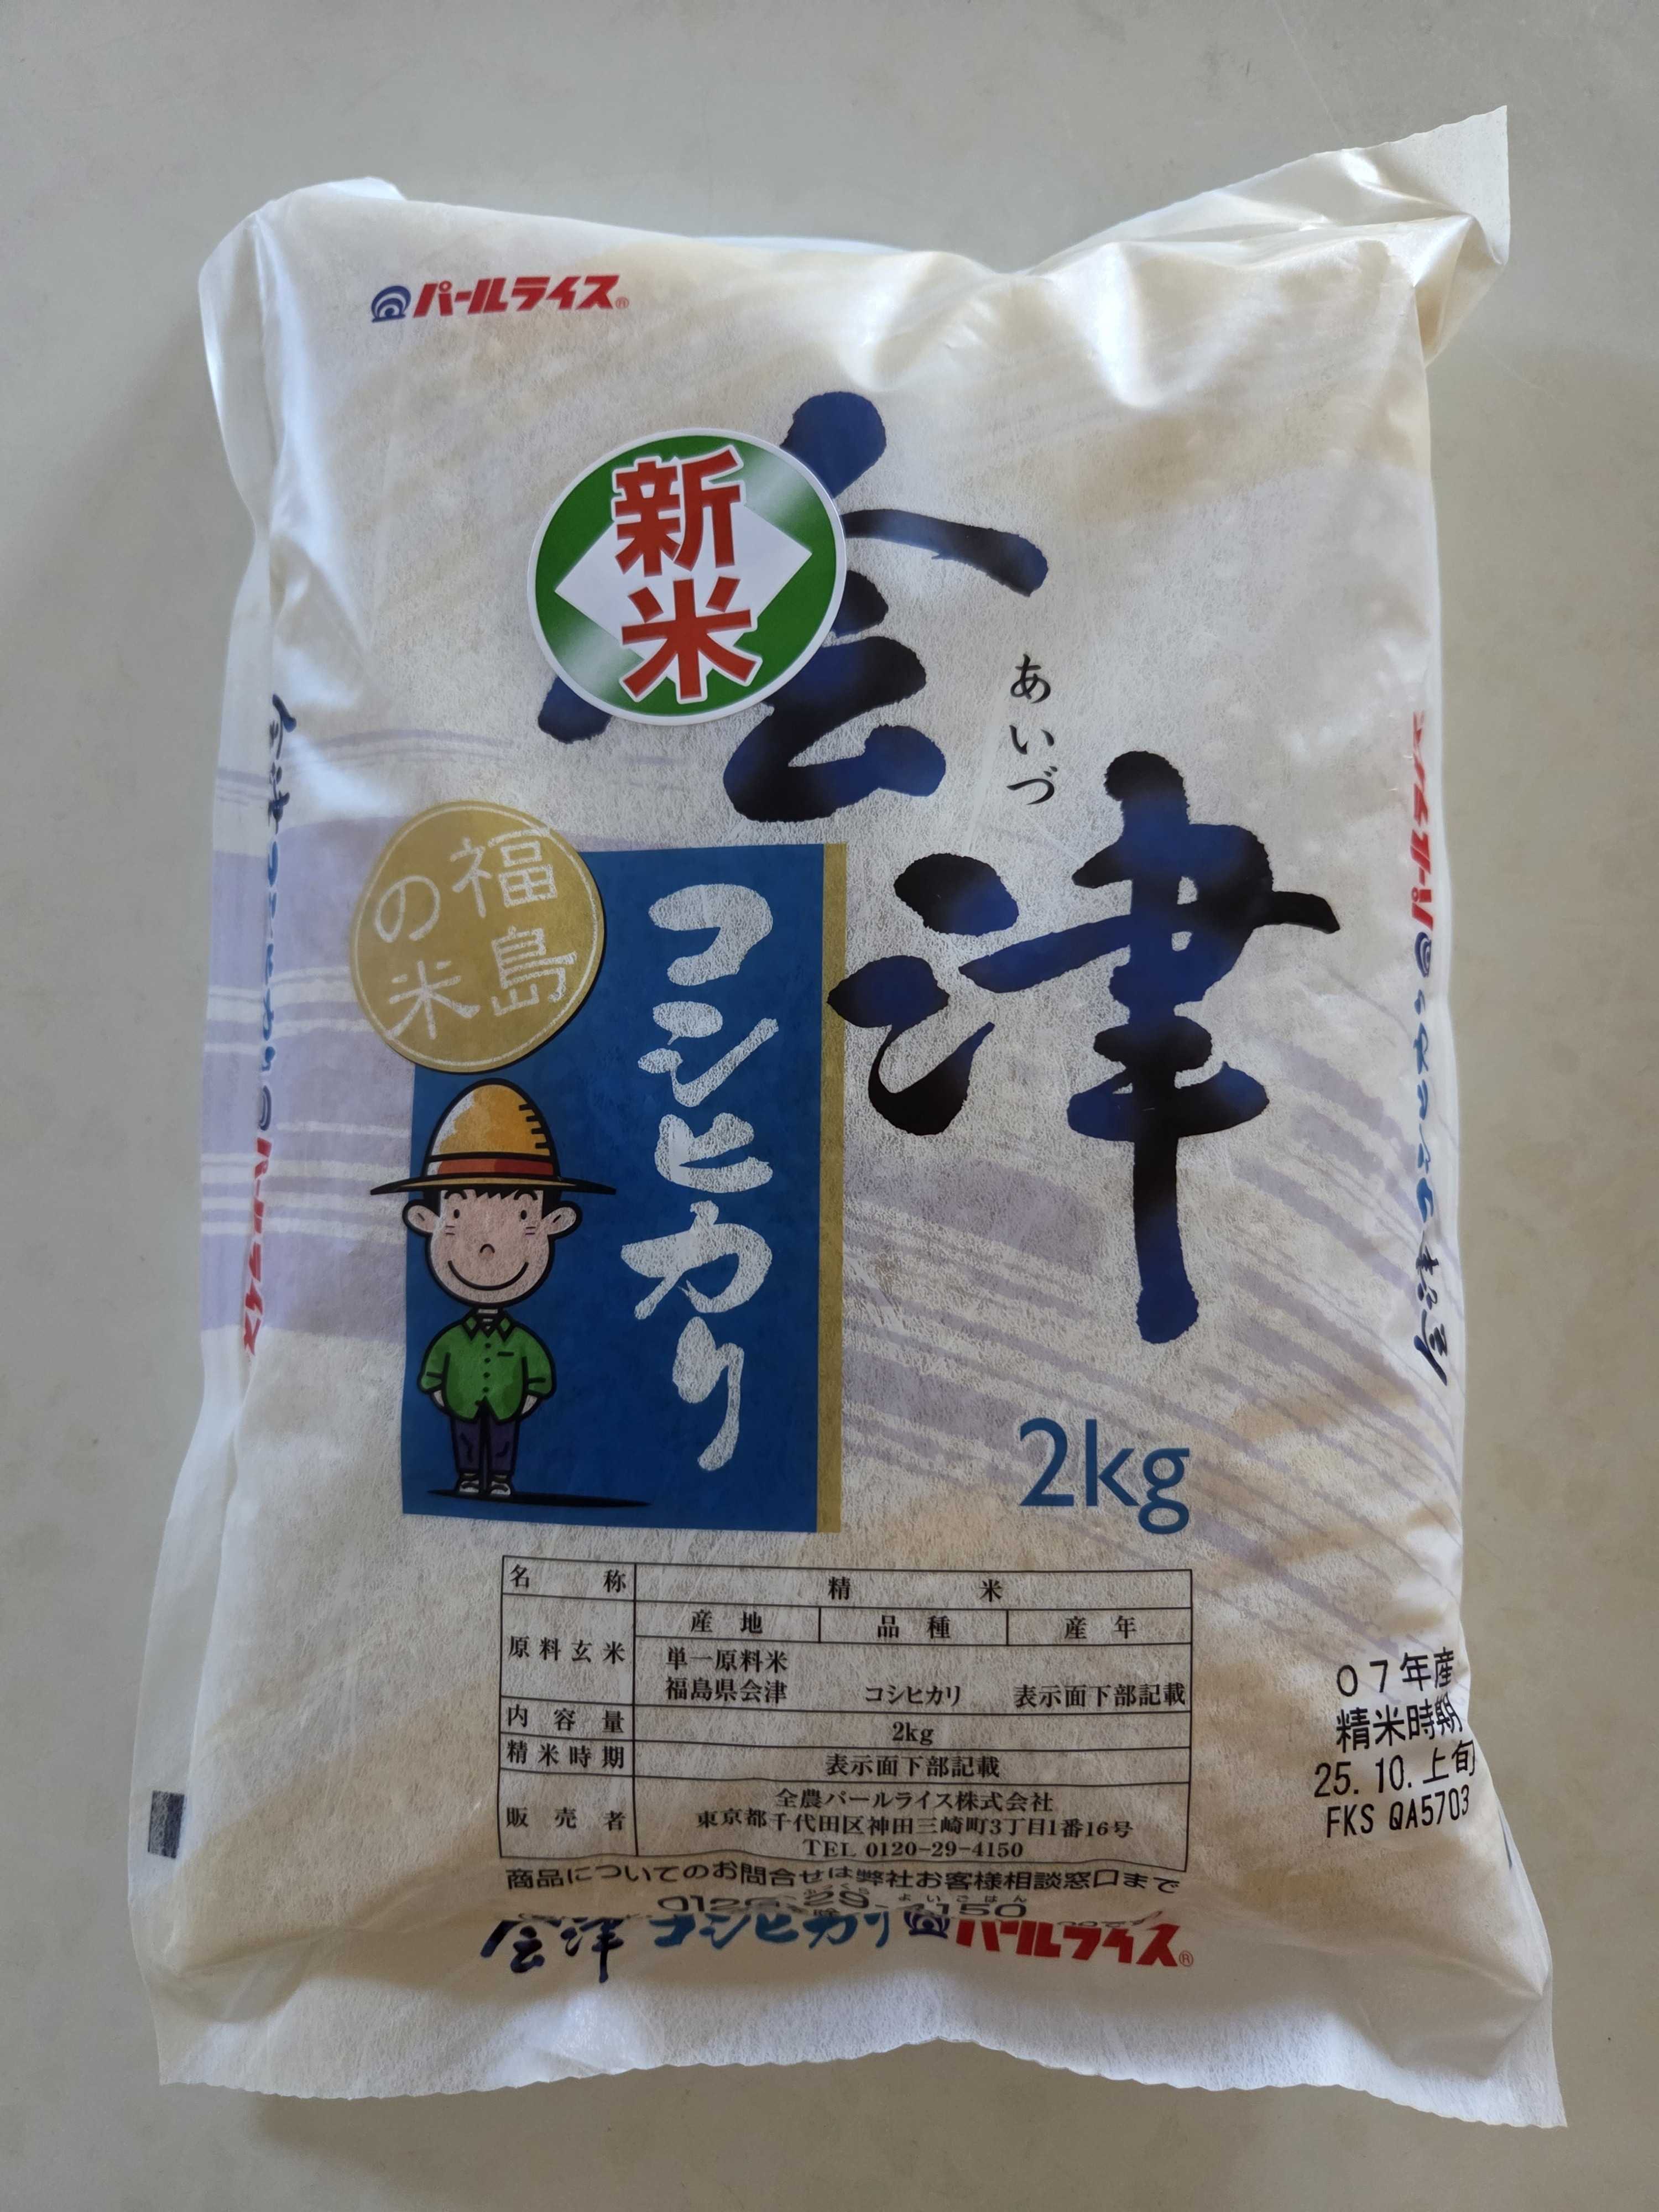 パールライス®
新米
会津
あいづ
福島の米
コシヒカリ
2kg
名称 精米
原料玄米 産地 品種 産年
単一原料米
福島県会津 コシヒカリ 表示面下部記載
内容量 2kg
精米時期 表示面下部記載
販売者 全農パールライス株式会社
東京都千代田区神田三崎町3丁目1番16号
TEL 0120-29-4150
07年産
精米時期
25.10.上旬
FKS QA5703
商品についてのお問合せは弊社お客様相談窓口まで
会津 コシヒカリ パールライス®